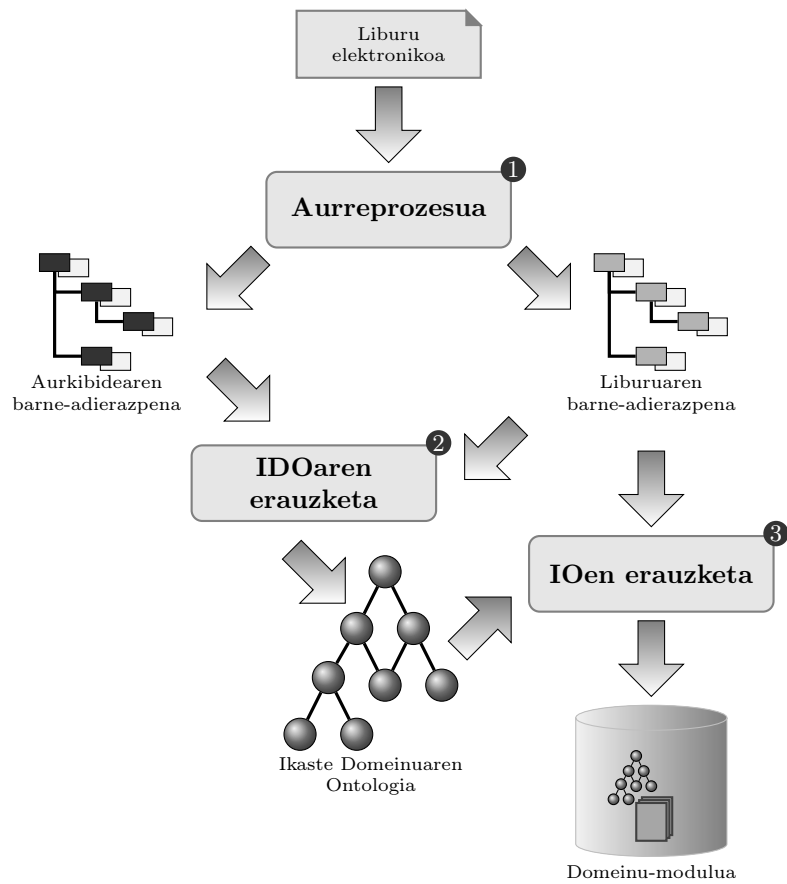 Liburu
elektronikoa
1
Aurreprozesua
Aurkibidearen
barne-adierazpena
Liburuaren
barne-adierazpena
2
IDOaren
erauzketa
3
IOen erauzketa
Ikaste Domeinuaren
Ontologia
Domeinu-modulua